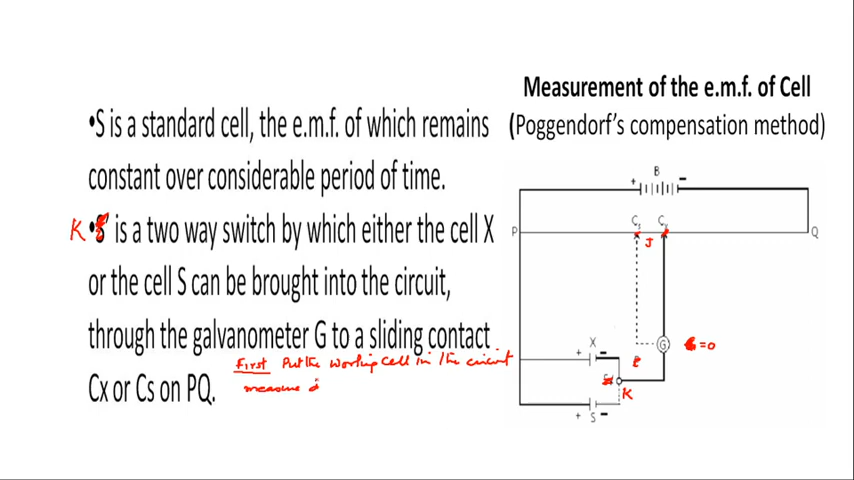 Measurement of the e.m.f. of Cell
(Poggendorf's compensation method)
•S is a standard cell, the e.m.f. of which remains
constant over considerable period of time.
K • is a two way switch by which either the cell X
or the cell S can be brought into the circuit,
through the galvanometer G to a sliding contact
Cx or Cs on PQ.
First Put the working cell in the circuit
measure
B
+ −
Cs Cx
P Q
J
G =0
X
+ −
K
+ S −